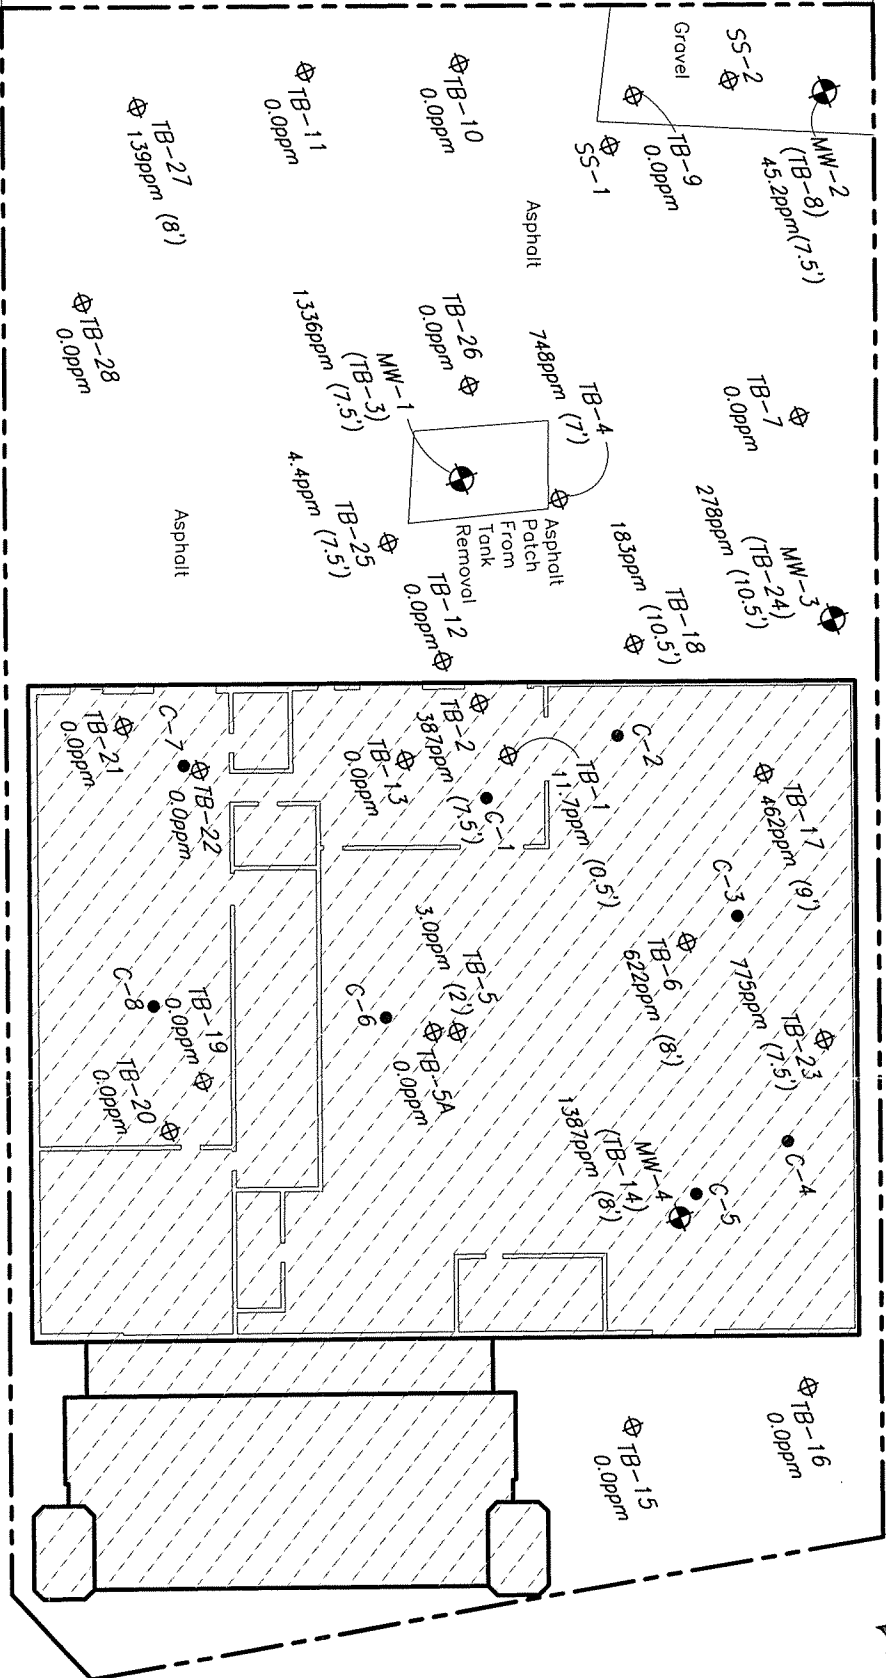 SS-2
Gravel
MW-2
(TB-8)
45.2ppm(7.5')
TB-9
0.0ppm
SS-1
TB-10
0.0ppm
TB-11
0.0ppm
TB-27
139ppm (8')
Asphalt
TB-28
0.0ppm
TB-26
0.0ppm
MW-1
(TB-3)
1336ppm (7.5')
TB-4
748ppm (7')
TB-7
0.0ppm
MW-3
(TB-24)
278ppm (10.5')
TB-18
183ppm (10.5')
Asphalt
Patch
From
Tank
Removal
TB-25
4.4ppm (7.5')
Asphalt
TB-12
0.0ppm
C-2
TB-17
462ppm (9')
TB-1
11.7ppm (0.5')
TB-2
387ppm (7.5')
C-1
TB-13
0.0ppm
C-7
TB-22
0.0ppm
TB-21
0.0ppm
C-3
TB-6
622ppm (8')
TB-23
775ppm (7.5')
TB-5
3.0ppm (2')
TB-5A
0.0ppm
C-6
C-8
TB-19
0.0ppm
TB-20
0.0ppm
C-4
C-5
MW-4
(TB-14)
1387ppm (8')
TB-16
0.0ppm
TB-15
0.0ppm